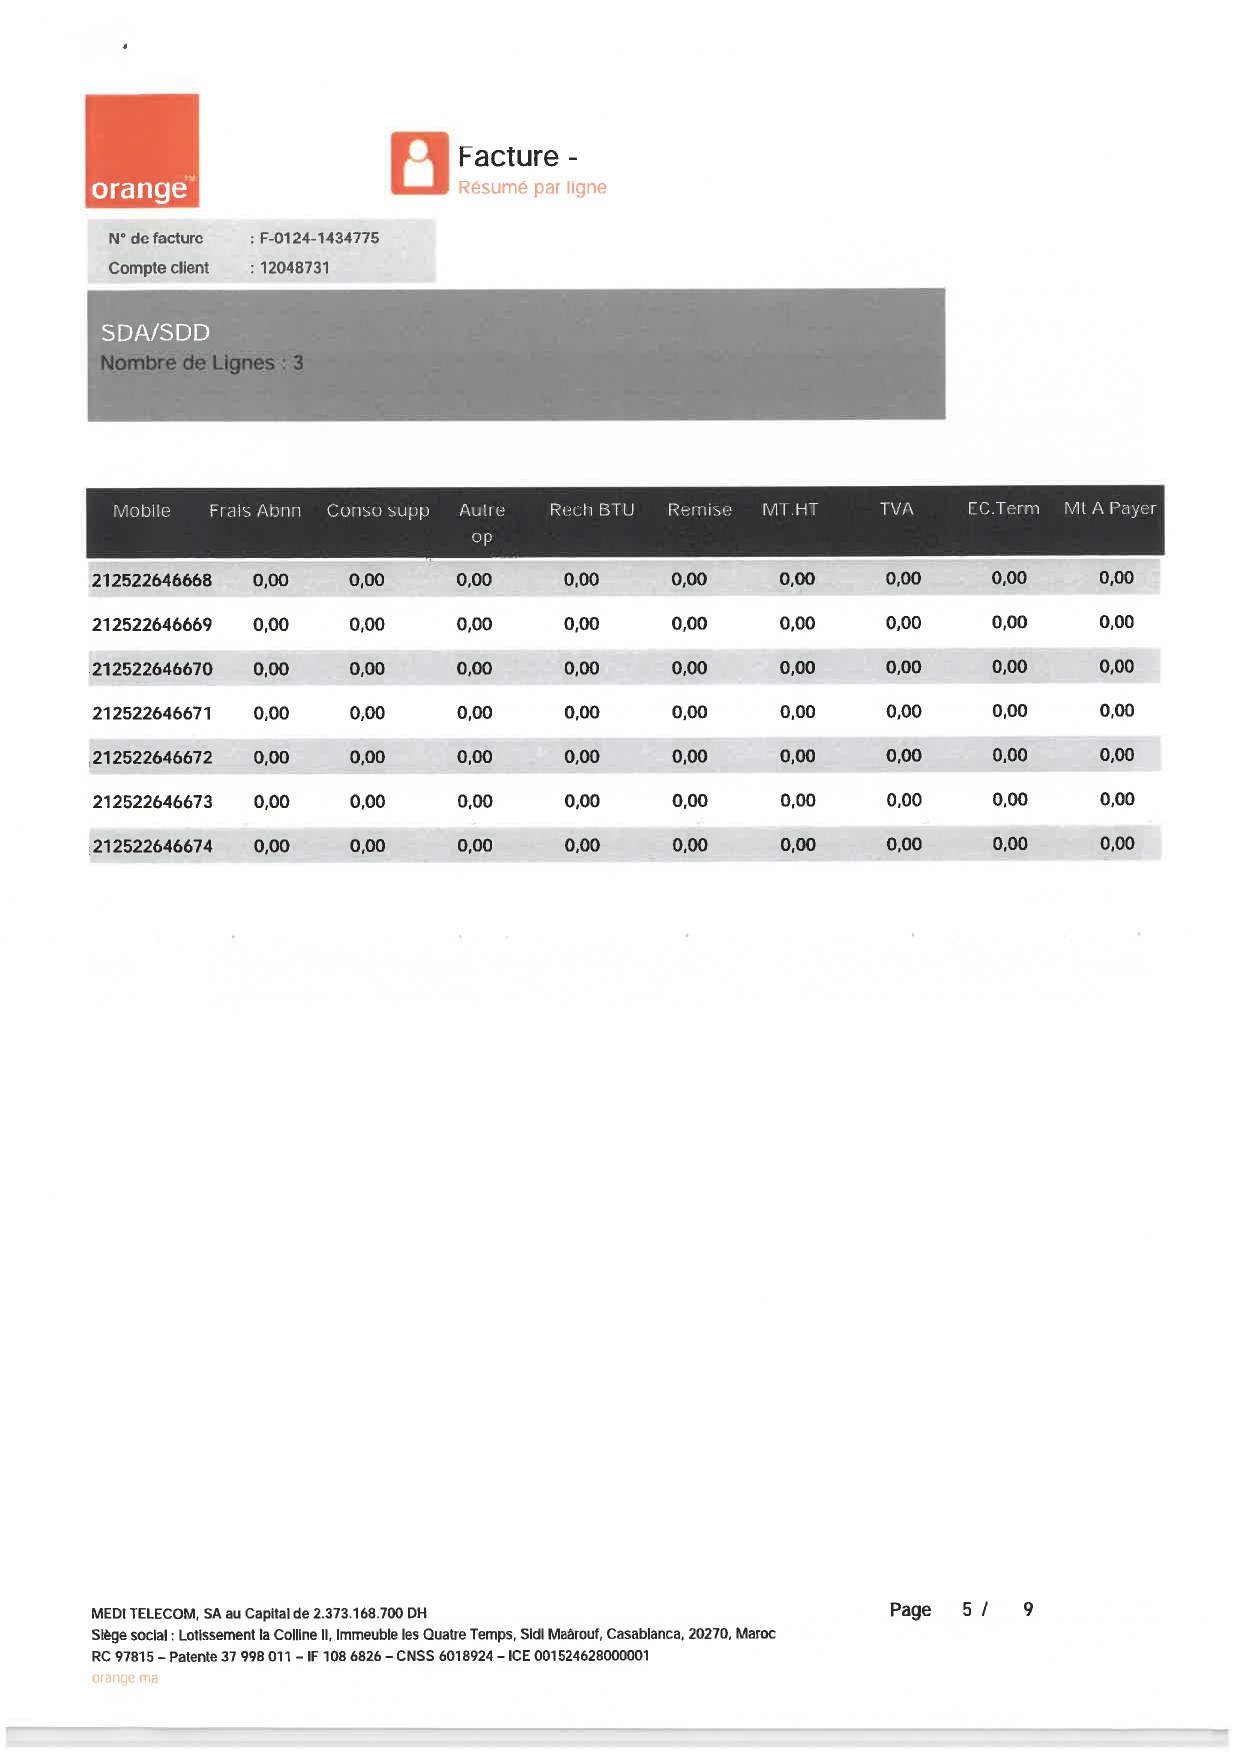 orange™
Facture -
Résumé par ligne
N° de facture : F-0124-1434775
Compte client : 12048731
SDA/SDD
Nombre de Lignes : 3
Mobile Frais Abnn Conso supp Autre op Rech BTU Remise MT.HT TVA EC.Term Mt A Payer
212522646668 0,00 0,00 0,00 0,00 0,00 0,00 0,00 0,00 0,00
212522646669 0,00 0,00 0,00 0,00 0,00 0,00 0,00 0,00 0,00
212522646670 0,00 0,00 0,00 0,00 0,00 0,00 0,00 0,00 0,00
212522646671 0,00 0,00 0,00 0,00 0,00 0,00 0,00 0,00 0,00
212522646672 0,00 0,00 0,00 0,00 0,00 0,00 0,00 0,00 0,00
212522646673 0,00 0,00 0,00 0,00 0,00 0,00 0,00 0,00 0,00
212522646674 0,00 0,00 0,00 0,00 0,00 0,00 0,00 0,00 0,00
MEDI TELECOM, SA au Capital de 2.373.168.700 DH
Page 5 / 9
Siège social : Lotissement la Colline II, Immeuble les Quatre Temps, Sidi Maârouf, Casablanca, 20270, Maroc
RC 97815 – Patente 37 998 011 – IF 108 6826 – CNSS 6018924 – ICE 001524628000001
orange ma